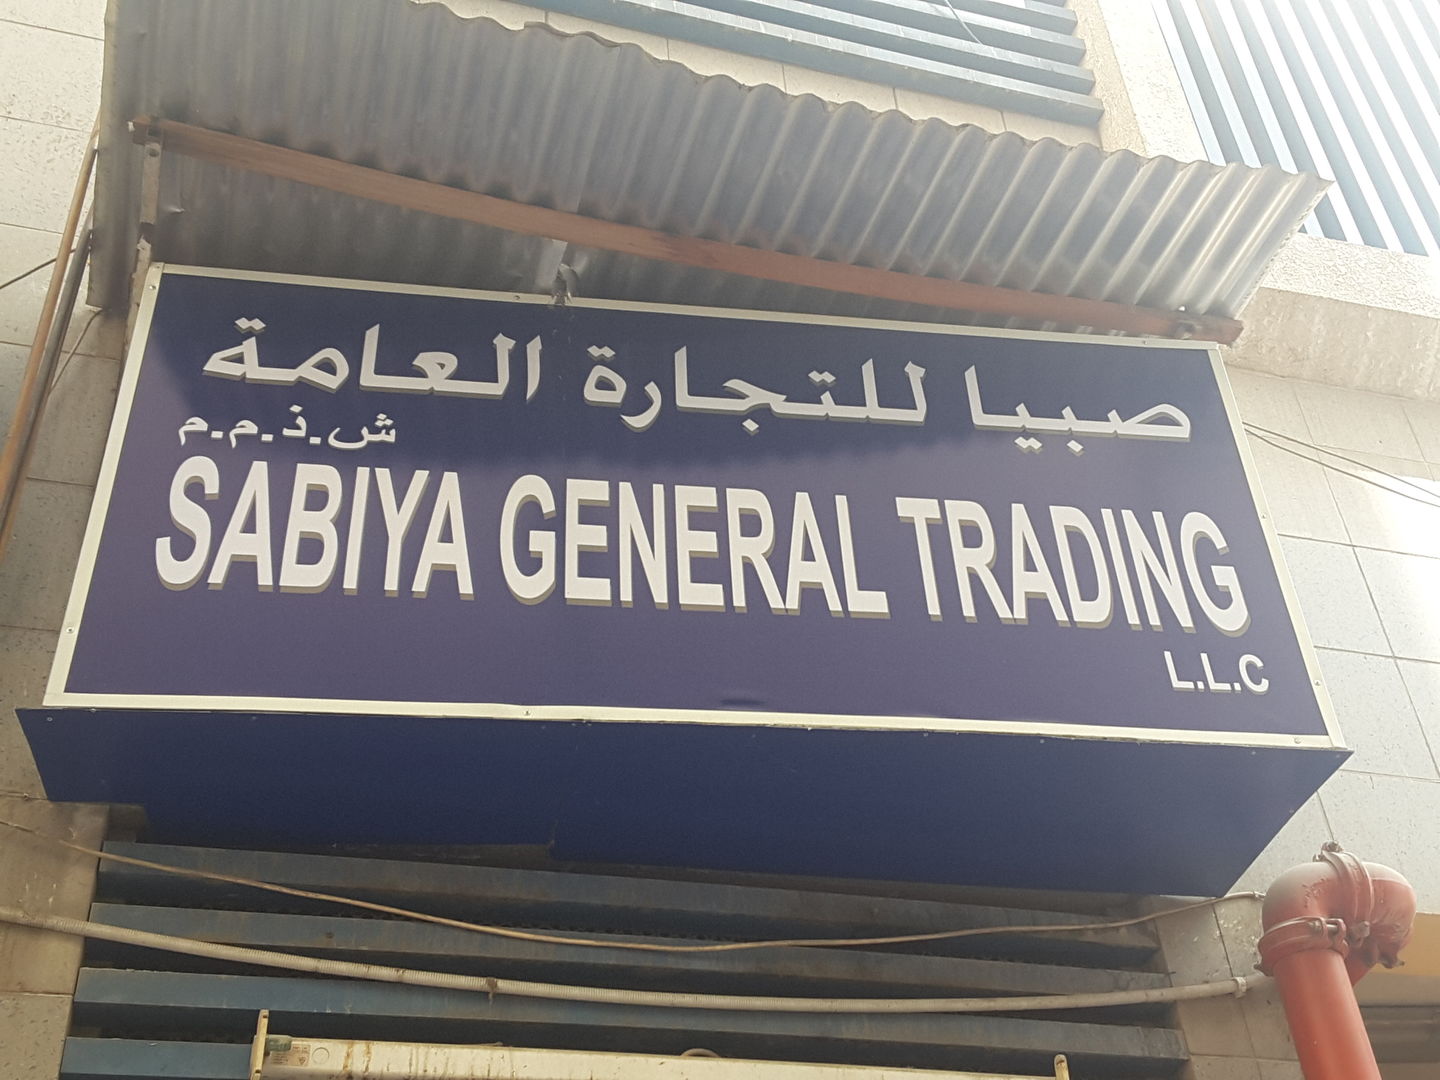 صبيا للتجارة العامة
ش.ذ.م.م
SABIYA GENERAL TRADING
L.L.C